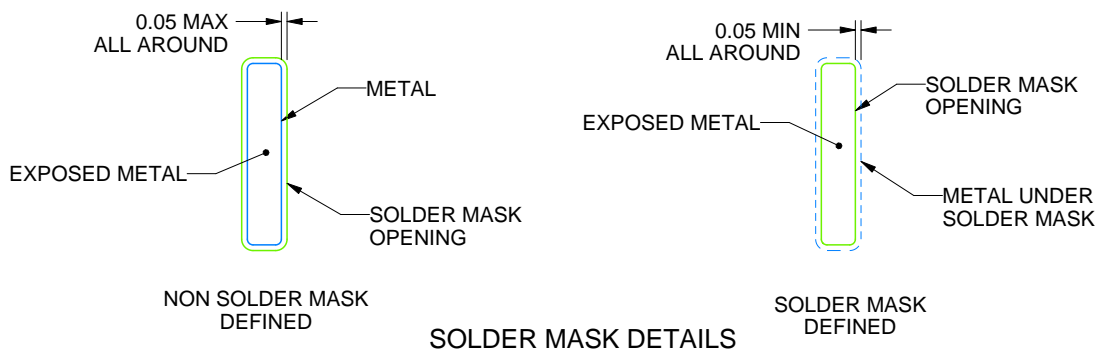 0.05 MAX
ALL AROUND
METAL
EXPOSED METAL
SOLDER MASK
OPENING
NON SOLDER MASK
DEFINED
0.05 MIN
ALL AROUND
SOLDER MASK
OPENING
EXPOSED METAL
METAL UNDER
SOLDER MASK
SOLDER MASK
DEFINED
SOLDER MASK DETAILS